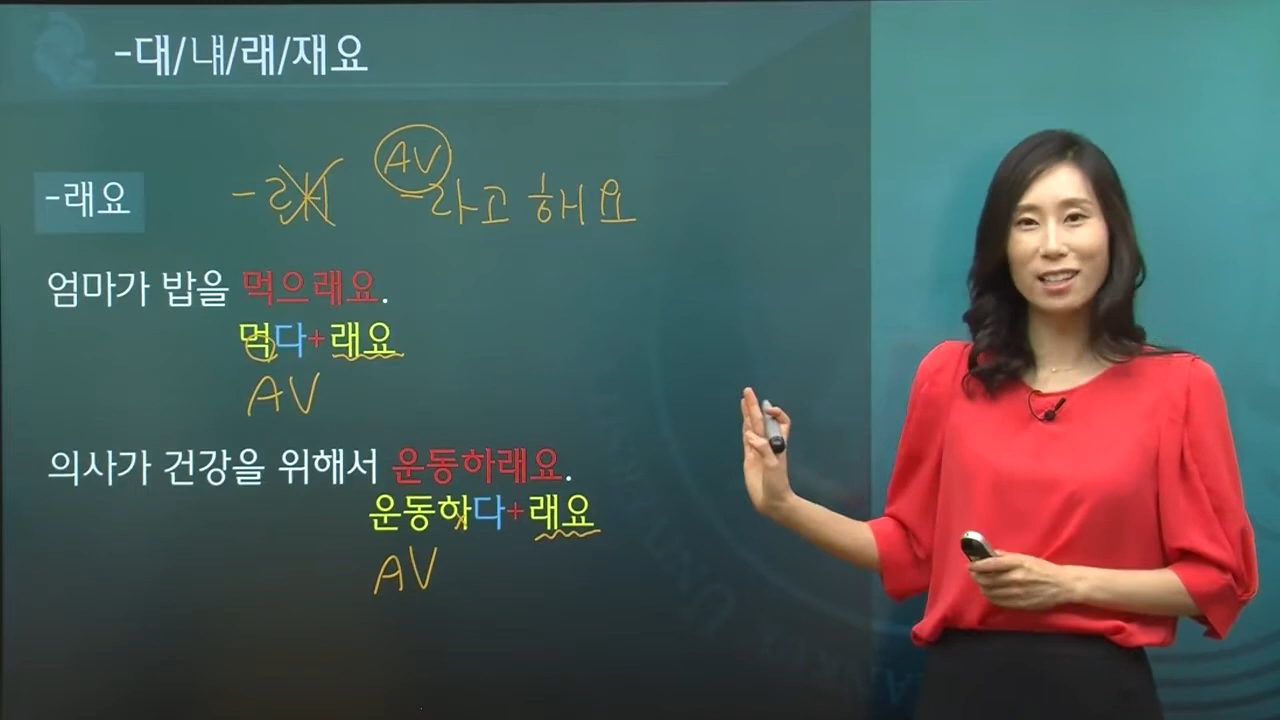 -대/냬/래/재요
-래요
AV
-라고 해요
엄마가 밥을 먹으래요.
먹다+래요
AV
의사가 건강을 위해서 운동하래요.
운동하다+래요
AV